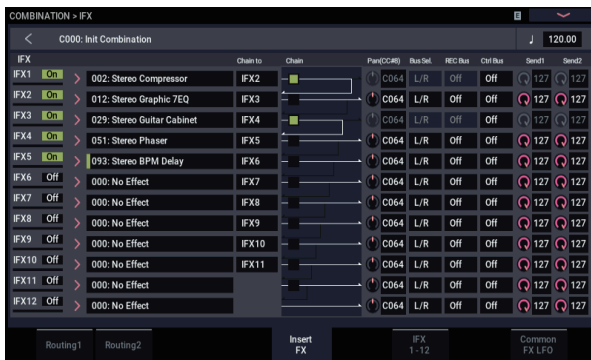 COMBINATION > IFX E
C000: Init Combination ♩ 120.00
IFX Chain to Chain Pan(CC#8) Bus Sel. REC Bus Ctrl Bus Send1 Send2
IFX1 On 002: Stereo Compressor IFX2 C064 L/R Off Off 127 127
IFX2 On 012: Stereo Graphic 7EQ IFX3 C064 L/R Off Off 127 127
IFX3 On 029: Stereo Guitar Cabinet IFX4 C064 L/R Off Off 127 127
IFX4 On 051: Stereo Phaser IFX5 C064 L/R Off Off 127 127
IFX5 On 093: Stereo BPM Delay IFX6 C064 L/R Off Off 127 127
IFX6 Off 000: No Effect IFX7 C064 L/R Off Off 127 127
IFX7 Off 000: No Effect IFX8 C064 L/R Off Off 127 127
IFX8 Off 000: No Effect IFX9 C064 L/R Off Off 127 127
IFX9 Off 000: No Effect IFX10 C064 L/R Off Off 127 127
IFX10 Off 000: No Effect IFX11 C064 L/R Off Off 127 127
IFX11 Off 000: No Effect C064 L/R Off Off 127 127
IFX12 Off 000: No Effect C064 L/R Off Off 127 127
Routing1 Routing2 Insert IFX Common
FX 1-12 FX LFO